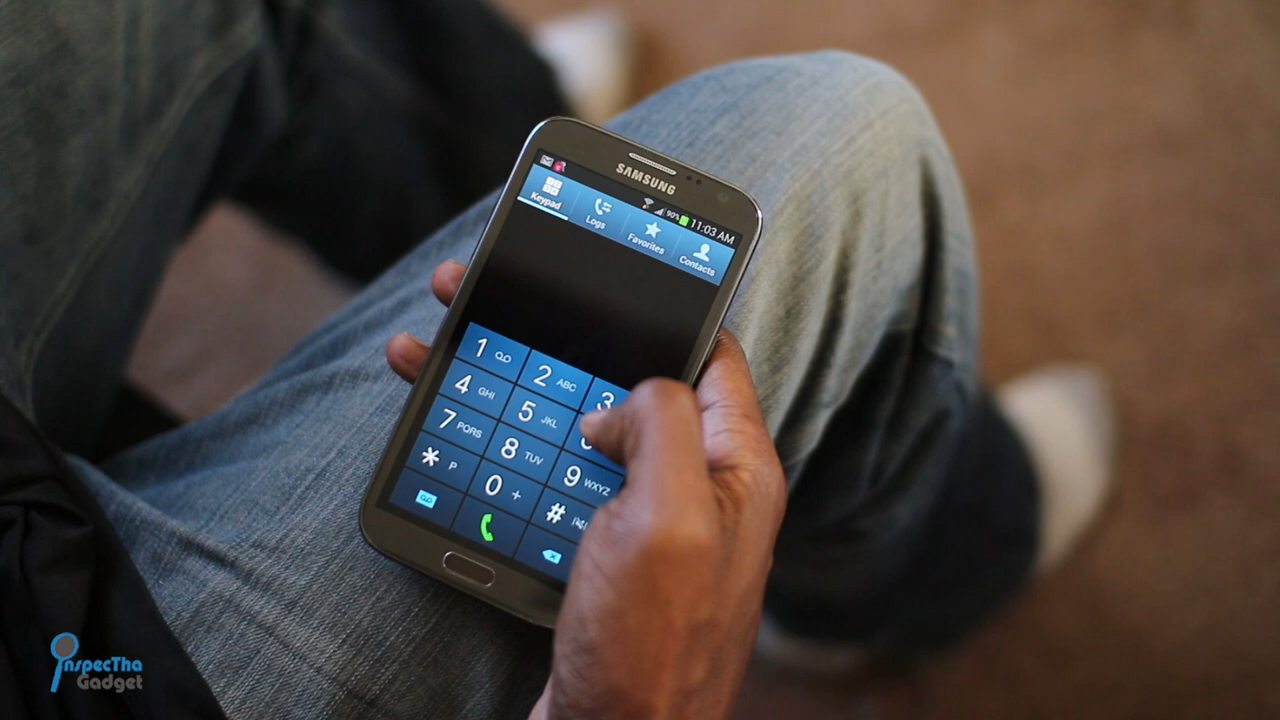 SAMSUNG
90% 11:03 AM
Keypad Logs Favorites Contacts
1 2 ABC 3
4 GHI 5 JKL
7 PQRS 8 TUV 9 WXYZ
* P 0 + #
InspecTha
Gadget